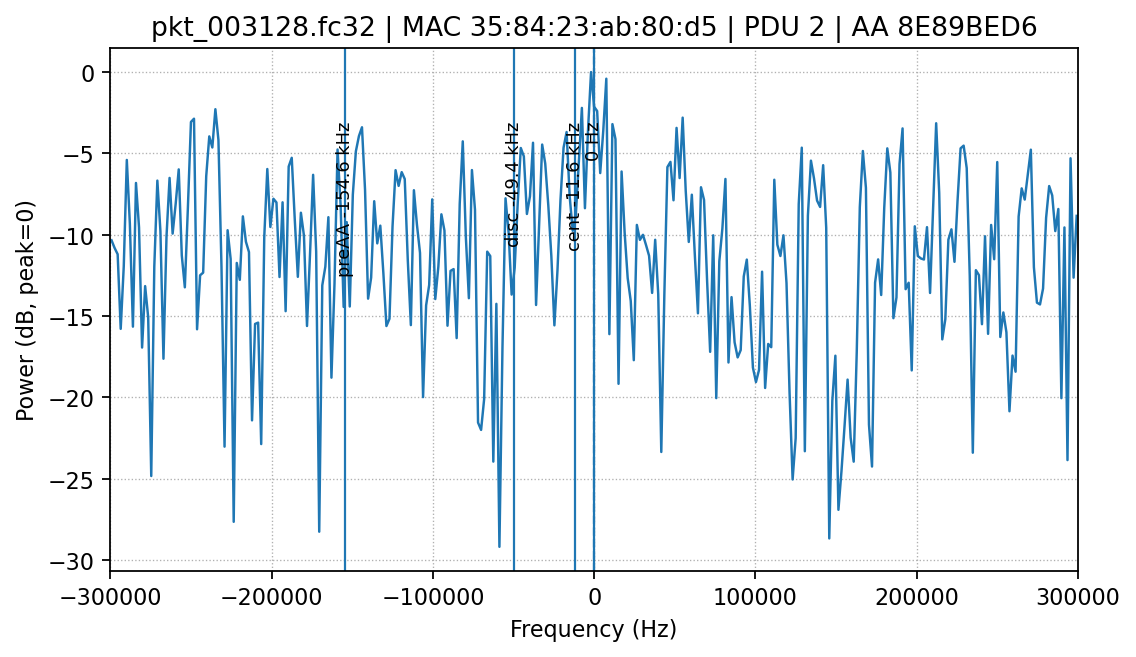 pkt_003128.fc32 | MAC 35:84:23:ab:80:d5 | PDU 2 | AA 8E89BED6
Power (dB, peak=0)
0
−5
−10
−15
−20
−25
−30
preAA -154.6 kHz
disc -49.4 kHz
cent -11.6 kHz
0 Hz
−300000
−200000
−100000
0
100000
200000
300000
Frequency (Hz)